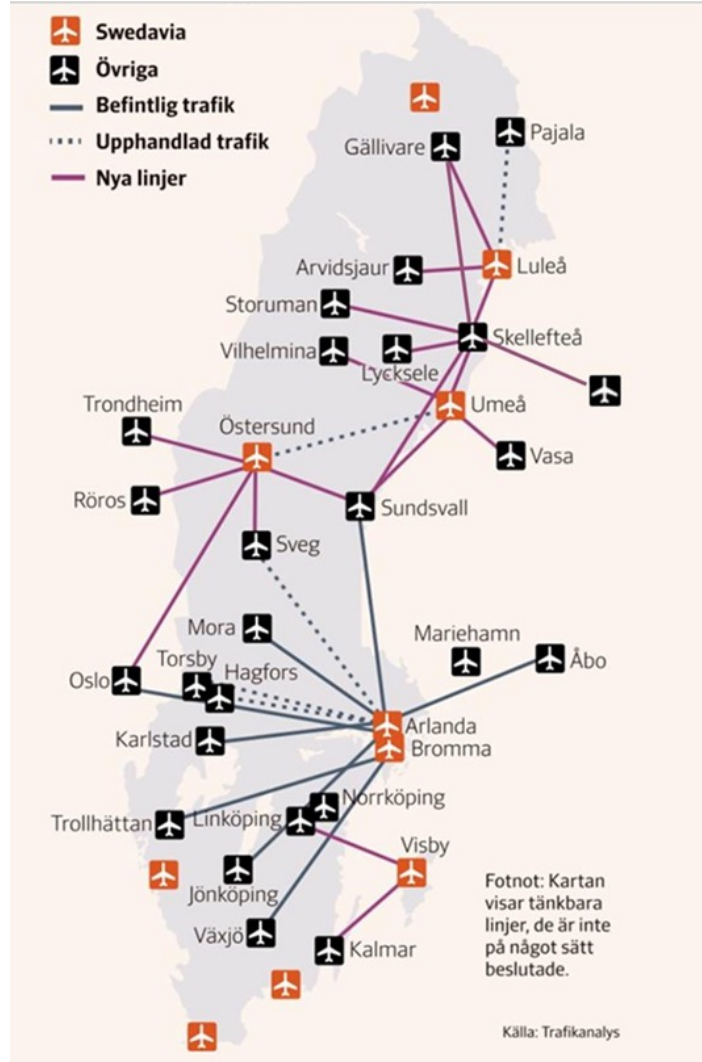 Swedavia
Övriga
Befintlig trafik
Upphandlad trafik
Nya linjer
Gällivare
Pajala
Arvidsjaur
Luleå
Storuman
Skellefteå
Vilhelmina
Lycksele
Trondheim
Umeå
Östersund
Vasa
Röros
Sundsvall
Sveg
Mora
Mariehamn
Torsby
Åbo
Oslo
Hagfors
Arlanda
Karlstad
Bromma
Norrköping
Trollhättan
Linköping
Visby
Jönköping
Fotnot: Kartan
visar tänkbara
linjer, de är inte
på något sätt
beslutade.
Växjö
Kalmar
Källa: Trafikanalys